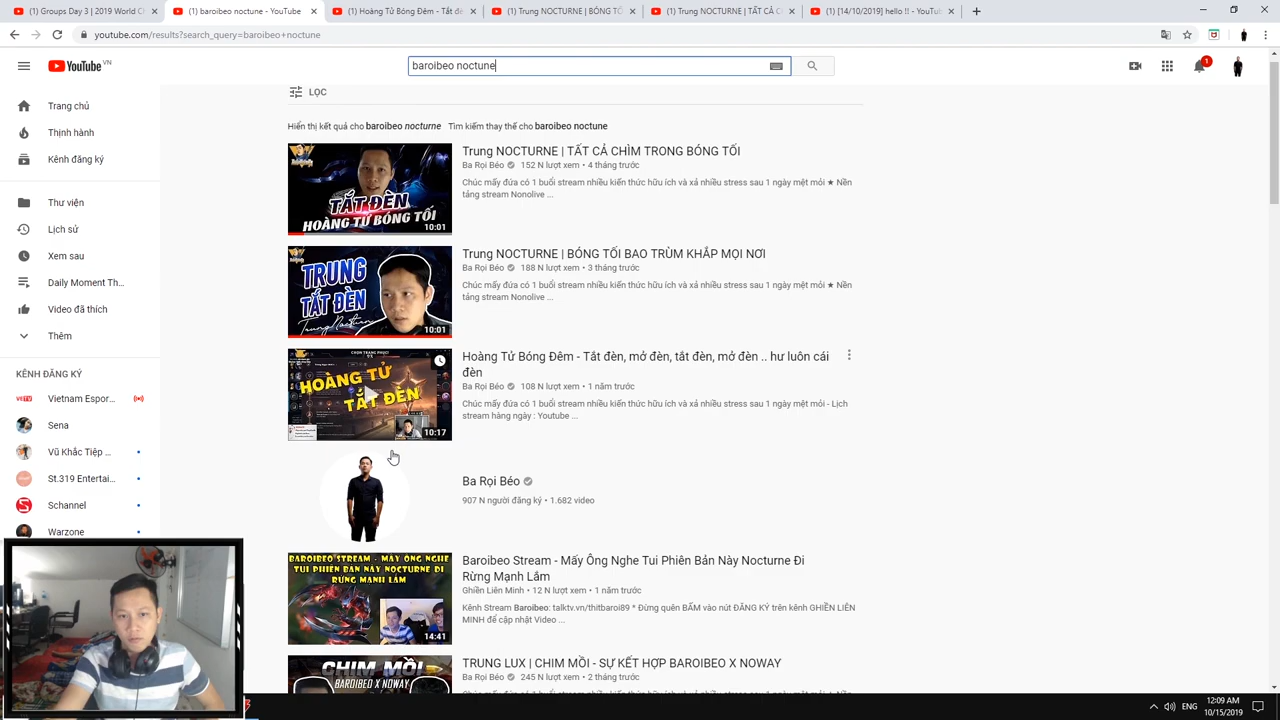 (1) Groups Day 3 | 2019 World C
(1) baroibeo nocturne - Youtube
(1) Hoàng Tử Bóng Đêm - Tắt đè
(1) Trung NOCTURNE | BÓNG TỐ
(1) Trung NOCTURNE | TẤT CẢ C
(1) [14/10/2019] hello !! - YouTu
youtube.com/results?search_query=baroibeo+noctune
YouTube VN
baroibeo noctune
1
LỌC
Trang chủ
Thịnh hành
Kênh đăng ký
Thư viện
Lịch sử
Xem sau
Daily Moment Th...
Video đã thích
Thêm
KÊNH ĐĂNG KÝ
Vietnam Espor...
Sena
Vũ Khắc Tiệp ...
St.319 Entertai...
Schannel
Warzone
Hiển thị kết quả cho baroibeo nocturne Tìm kiếm thay thế cho baroibeo noctune
TẮT ĐÈN
HOÀNG TỬ BÓNG TỐI
10:01
Trung NOCTURNE | TẤT CẢ CHÌM TRONG BÓNG TỐI
Ba Rọi Béo 152 N lượt xem • 4 tháng trước
Chúc mấy đứa có 1 buổi stream nhiều kiến thức hữu ích và xả nhiều stress sau 1 ngày mệt mỏi ★ Nền
tảng stream Nonolive ...
TRUNG
TẮT ĐÈN
Trung Nocturne
10:01
Trung NOCTURNE | BÓNG TỐI BAO TRÙM KHẮP MỌI NƠI
Ba Rọi Béo 188 N lượt xem • 3 tháng trước
Chúc mấy đứa có 1 buổi stream nhiều kiến thức hữu ích và xả nhiều stress sau 1 ngày mệt mỏi ★ Nền
tảng stream Nonolive ...
CHỌN TRANG PHỤC!
HOÀNG TỬ
TẮT ĐÈN
10:17
Hoàng Tử Bóng Đêm - Tắt đèn, mở đèn, tắt đèn, mở đèn .. hư luôn cái
đèn
Ba Rọi Béo 108 N lượt xem • 1 năm trước
Chúc mấy đứa có 1 buổi stream nhiều kiến thức hữu ích và xả nhiều stress sau 1 ngày mệt mỏi - Lịch
stream hàng ngày : Youtube ...
Ba Rọi Béo
907 N người đăng ký • 1.682 video
BAROIBEO STREAM - MẤY ÔNG NGHE
TUI PHIÊN BẢN NÀY NOCTURNE ĐI
RỪNG MẠNH LẮM
14:41
Baroibeo Stream - Mấy Ông Nghe Tui Phiên Bản Này Nocturne Đi
Rừng Mạnh Lắm
Ghiền Liên Minh • 12 N lượt xem • 1 năm trước
Kênh Stream Baroibeo: talktv.vn/thitbaroi89 * Đừng quên BẤM vào nút ĐĂNG KÝ trên kênh GHIỀN LIÊN
MINH để cập nhật Video ...
CHIM MỒI
BAROIBEO X NOWAY
TRUNG LUX | CHIM MỒI - SỰ KẾT HỢP BAROIBEO X NOWAY
Ba Rọi Béo 245 N lượt xem • 2 tháng trước
ENG
12:09 AM
10/15/2019